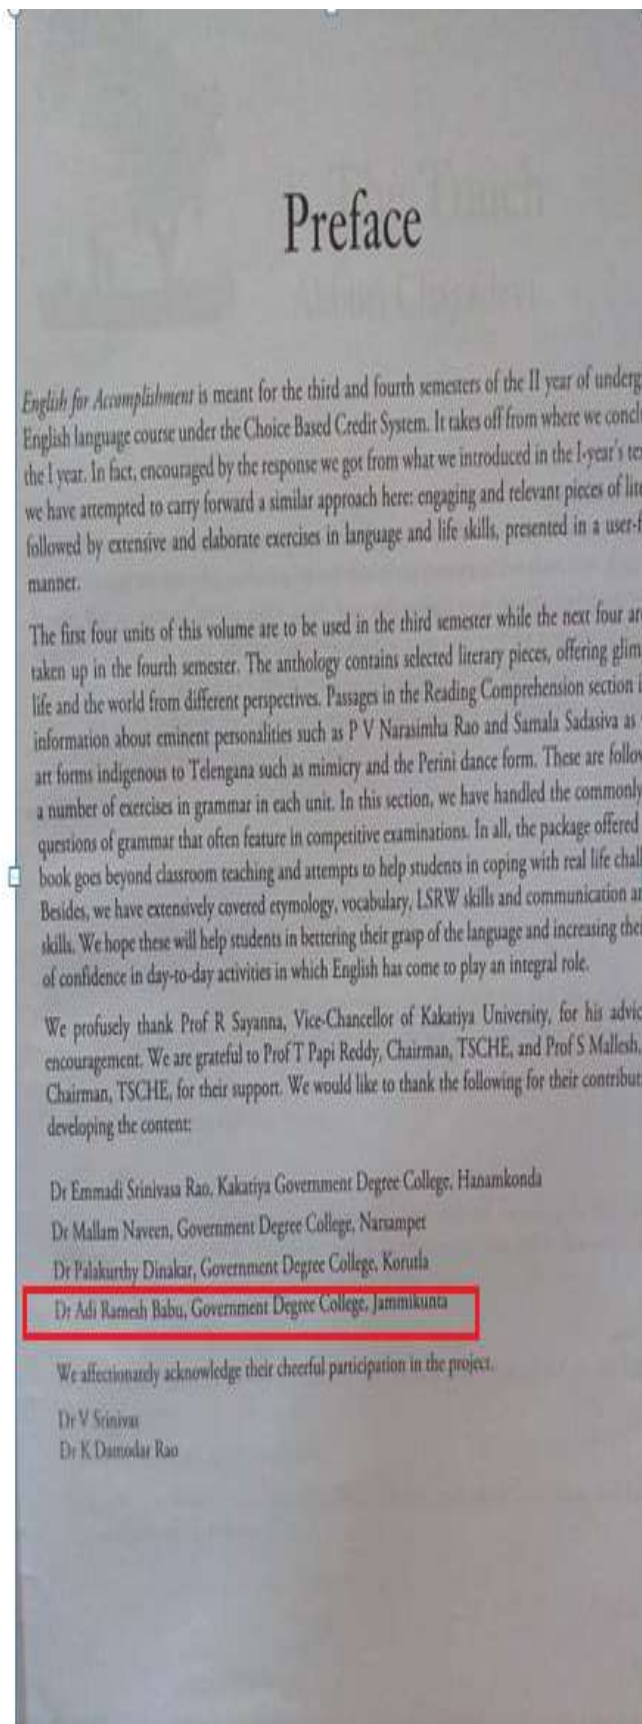 Preface
English for Accomplishment is meant for the third and fourth semesters of the II year of underg
English language course under the Choice Based Credit System. It takes off from where we concl
the I year. In fact, encouraged by the response we got from what we introduced in the I-year's te
we have attempted to carry forward a similar approach here: engaging and relevant pieces of lite
followed by extensive and elaborate exercises in language and life skills, presented in a user-f
manner.
The first four units of this volume are to be used in the third semester while the next four ar
taken up in the fourth semester. The anthology contains selected literary pieces, offering glim
life and the world from different perspectives. Passages in the Reading Comprehension section i
information about eminent personalities such as P V Narasimha Rao and Samala Sadasiva as
art forms indigenous to Telengana such as mimicry and the Perini dance form. These are follow
a number of exercises in grammar in each unit. In this section, we have handled the commonly
questions of grammar that often feature in competitive examinations. In all, the package offered
book goes beyond classroom teaching and attempts to help students in coping with real life chall
Besides, we have extensively covered etymology, vocabulary, LSRW skills and communication an
skills. We hope these will help students in bettering their grasp of the language and increasing thei
of confidence in day-to-day activities in which English has come to play an integral role.
We profusely thank Prof R Sayanna, Vice-Chancellor of Kakatiya University, for his advic
encouragement. We are grateful to Prof T Papi Reddy, Chairman, TSCHE, and Prof S Mallesh,
Chairman, TSCHE, for their support. We would like to thank the following for their contribut
developing the content:
Dr Emmadi Srinivasa Rao, Kakatiya Government Degree College, Hanamkonda
Dr Mallam Naveen, Government Degree College, Narsampet
Dr Palakurthy Dinakar, Government Degree College, Korutla
Dr Adi Ramesh Babu, Government Degree College, Jammikunta
We affectionately acknowledge their cheerful participation in the project.
Dr V Srinivas
Dr K Damodar Rao